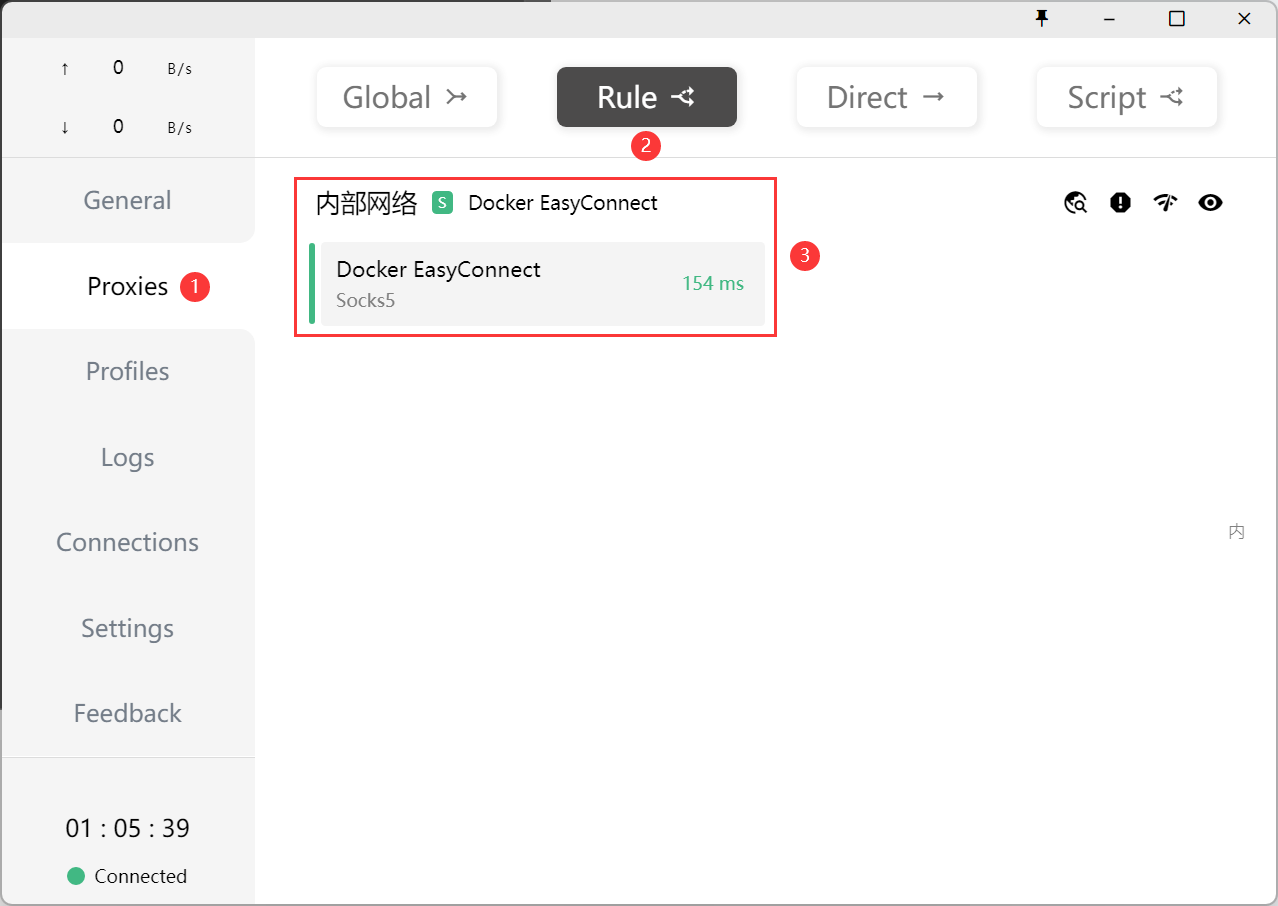 ↑ 0 B/s
↓ 0 B/s
Global
Rule
Direct
Script
2
General
Proxies 1
Profiles
Logs
Connections
Settings
Feedback
01 : 05 : 39
Connected
内部网络 S Docker EasyConnect
Docker EasyConnect
Socks5
154 ms
3
内